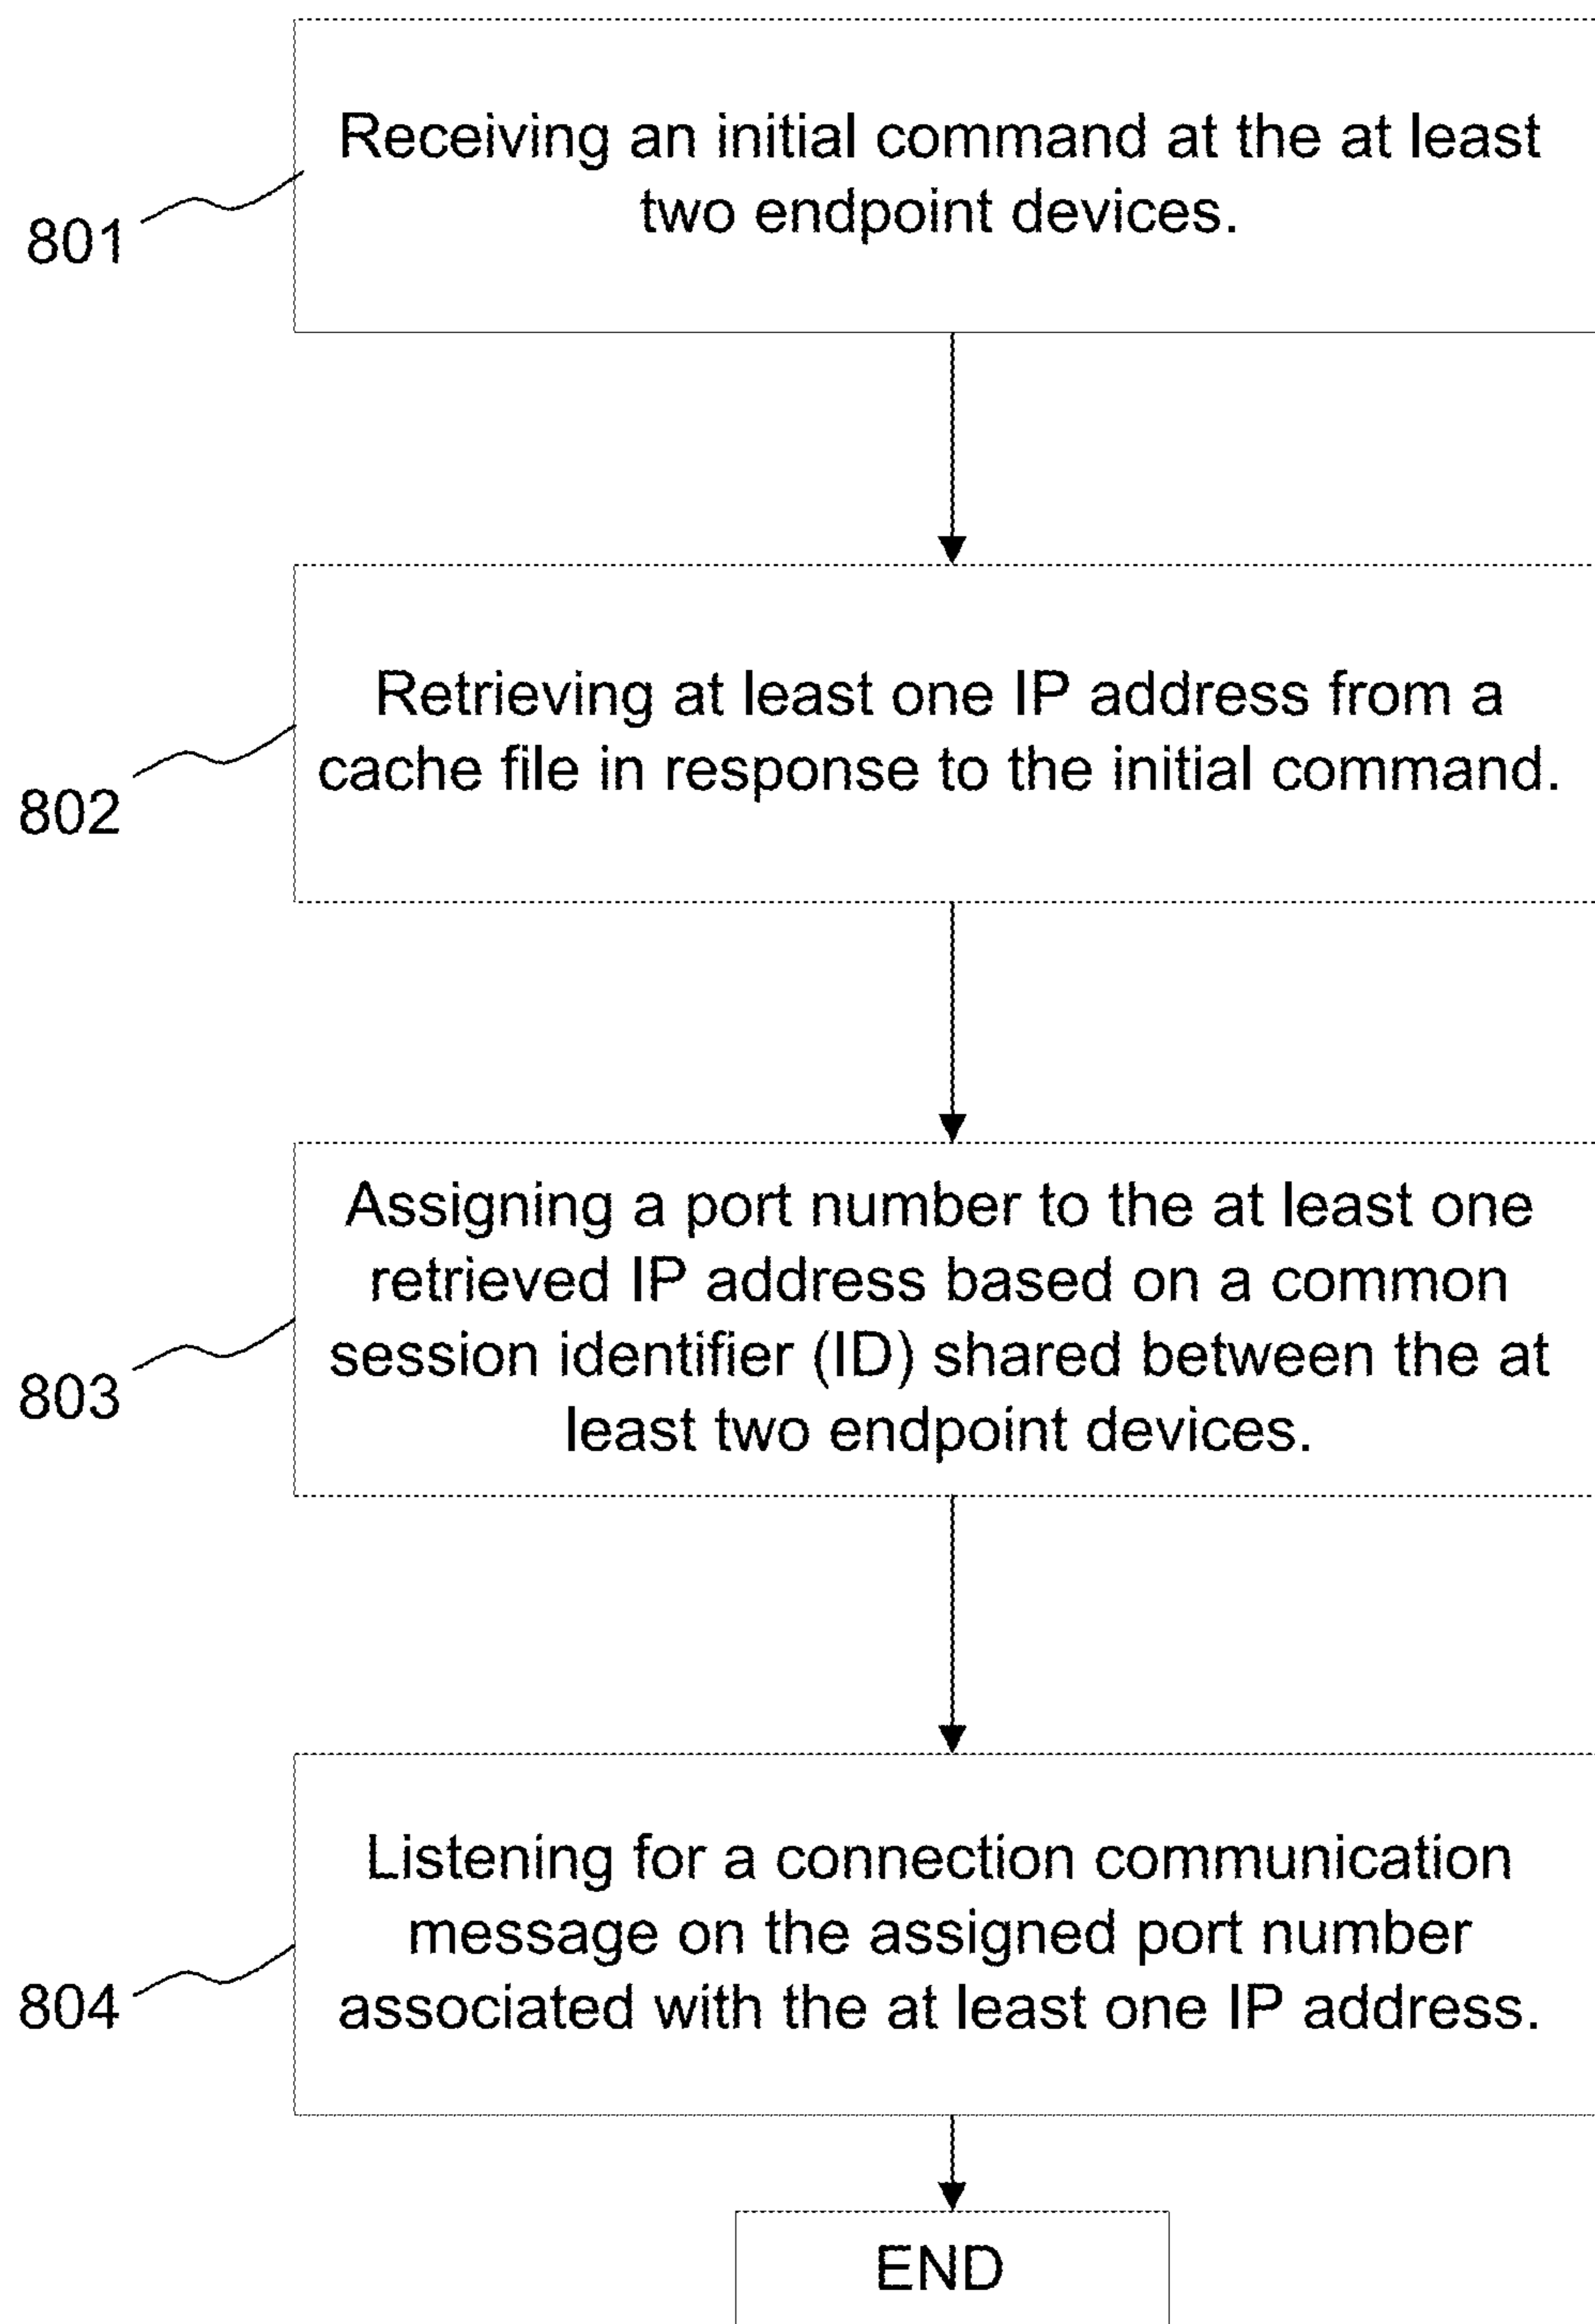 Receiving an initial command at the at least
two endpoint devices.
801
Retrieving at least one IP address from a
cache file in response to the initial command.
802
Assigning a port number to the at least one
retrieved IP address based on a common
session identifier (ID) shared between the at
least two endpoint devices.
803
Listening for a connection communication
message on the assigned port number
associated with the at least one IP address.
804
END